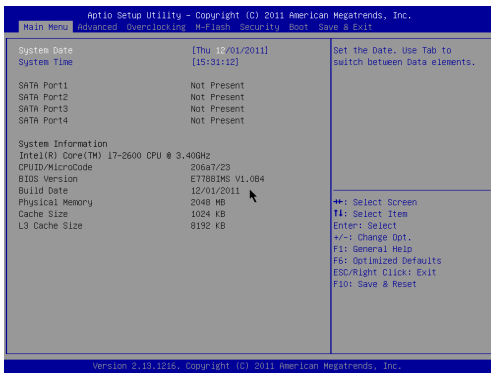 Aptio Setup Utility – Copyright (C) 2011 American Megatrends, Inc.
Main Menu Advanced Overclocking M-Flash Security Boot Save & Exit
System Date [Thu 12/01/2011] Set the Date. Use Tab to
System Time [15:31:12] switch between Data elements.
SATA Port1 Not Present
SATA Port2 Not Present
SATA Port3 Not Present
SATA Port4 Not Present
System Information
Intel(R) Core(TM) i7-2600 CPU @ 3.40GHz
CPUID/MicroCode 206a7/23
BIOS Version E7788IMS V1.0B4
Build Date 12/01/2011
Physical Memory 2048 MB →←: Select Screen
Cache Size 1024 KB ↑↓: Select Item
L3 Cache Size 8192 KB Enter: Select
+/-: Change Opt.
F1: General Help
F6: Optimized Defaults
ESC/Right Click: Exit
F10: Save & Reset
Version 2.13.1216. Copyright (C) 2011 American Megatrends, Inc.